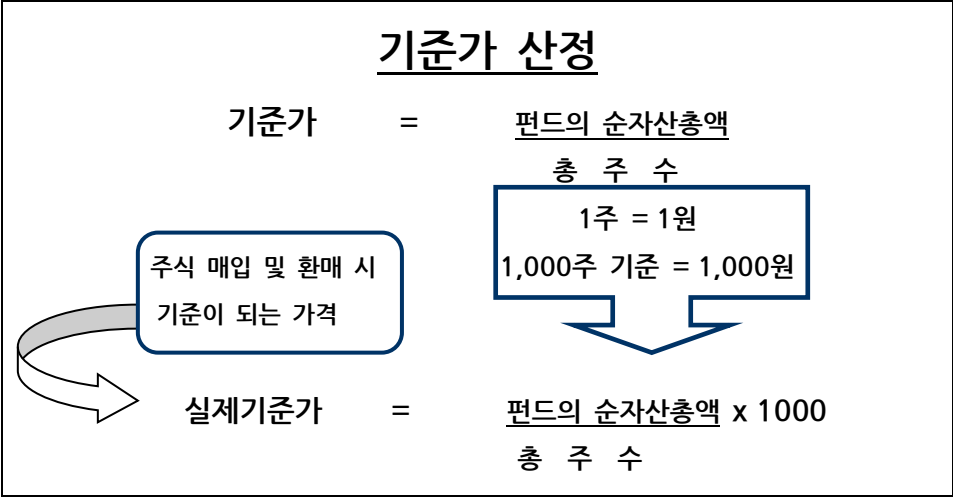 기준가 산정
기준가 = 펀드의 순자산총액
총 주 수
1주 = 1원
1,000주 기준 = 1,000원
주식 매입 및 환매 시
기준이 되는 가격
실제기준가 = 펀드의 순자산총액 x 1000
총 주 수